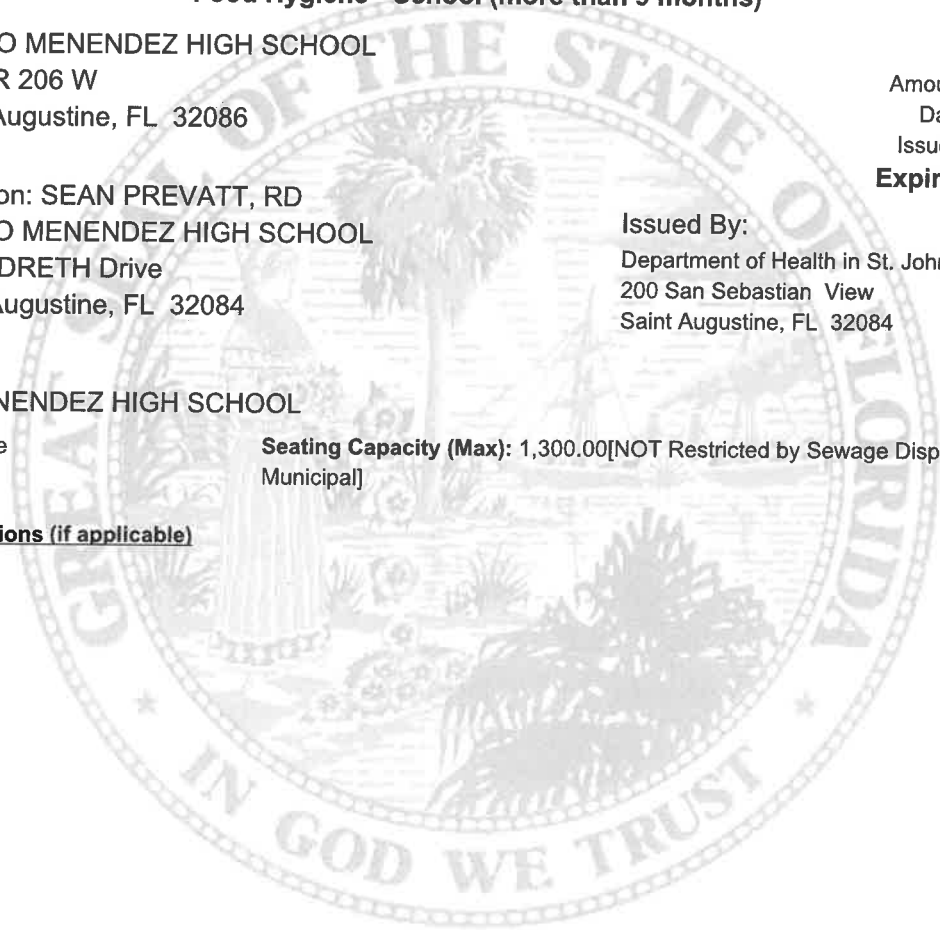 Food Hygiene - School (more than 9 months)
O MENENDEZ HIGH SCHOOL
R 206 W
Augustine, FL 32086
Amou
Da
Issue
Expir
on: SEAN PREVATT, RD
O MENENDEZ HIGH SCHOOL
DRETH Drive
Augustine, FL 32084
Issued By:
Department of Health in St. John
200 San Sebastian View
Saint Augustine, FL 32084
NENDEZ HIGH SCHOOL
e
Seating Capacity (Max): 1,300.00[NOT Restricted by Sewage Disp
Municipal]
ions (if applicable)
GREAT SEAL OF THE STATE OF FLORIDA
IN GOD WE TRUST